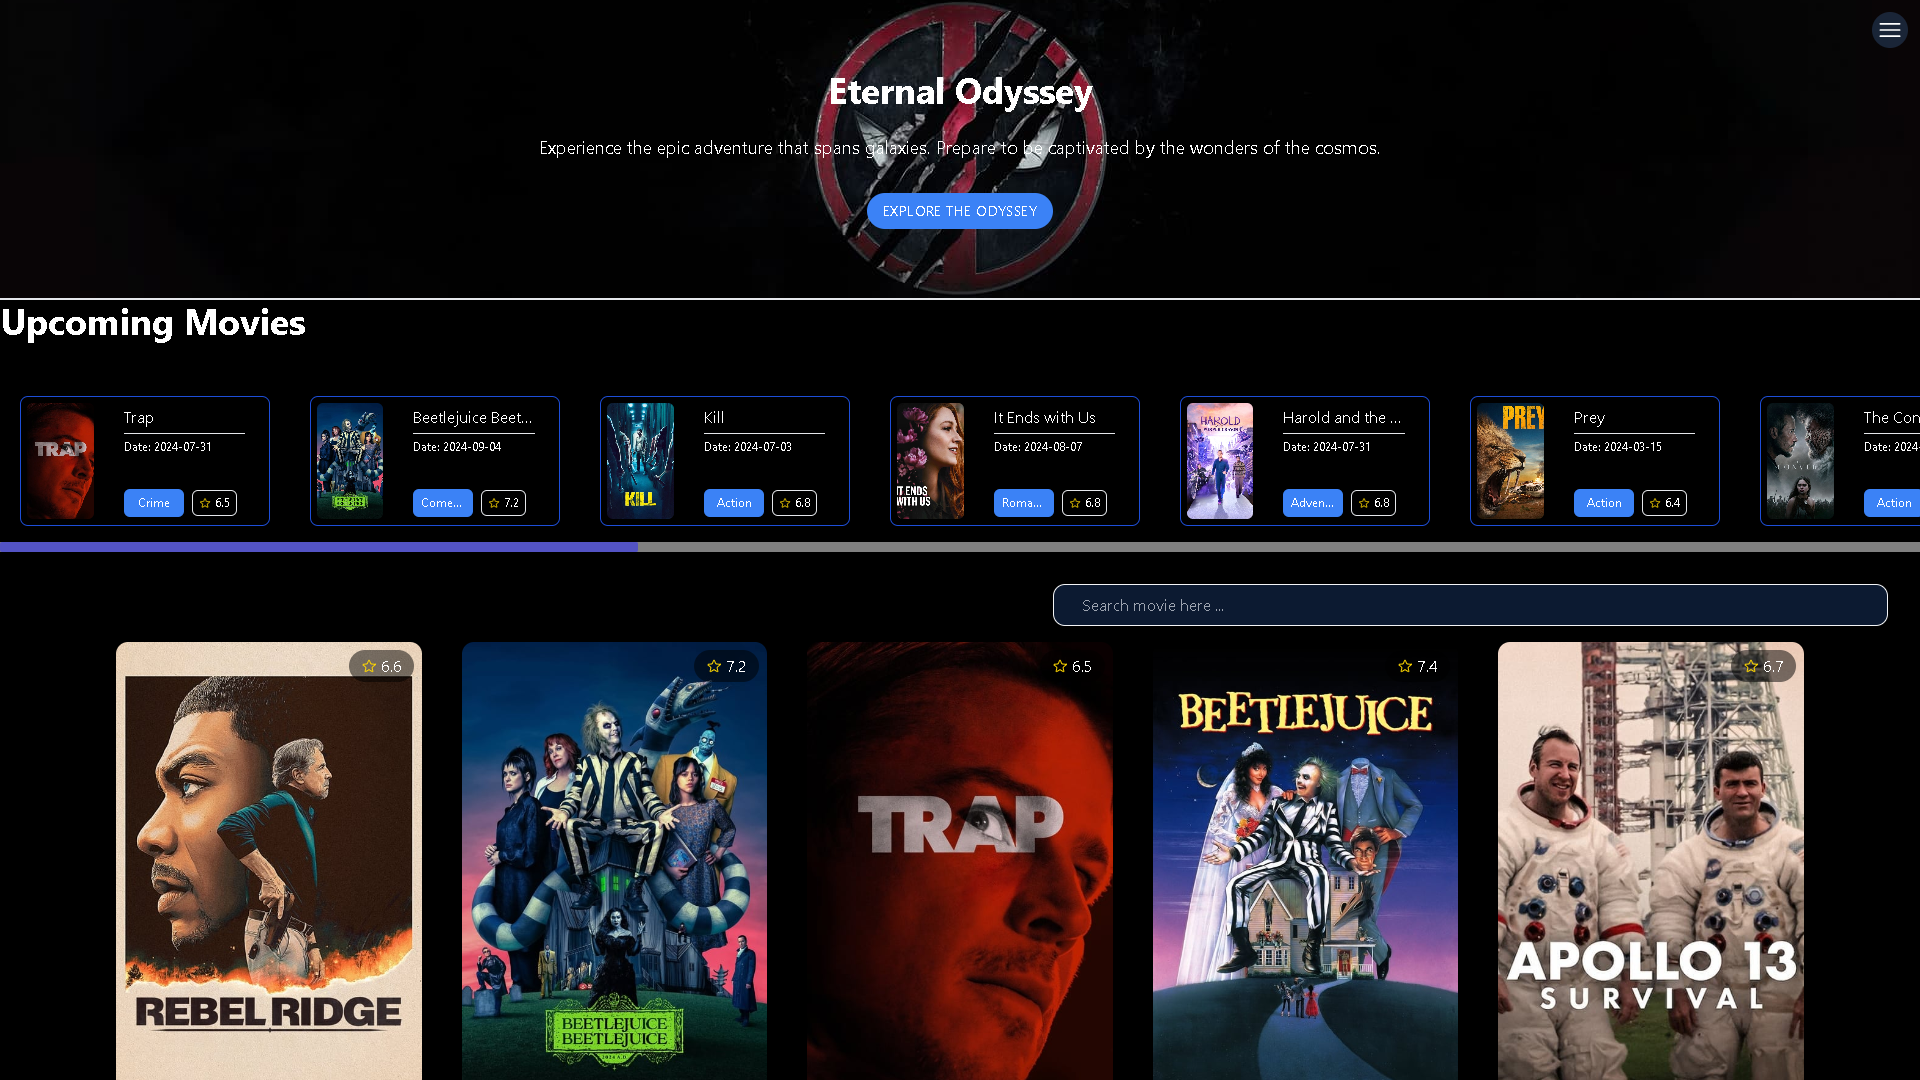 Eternal Odyssey
Experience the epic adventure that spans galaxies. Prepare to be captivated by the wonders of the cosmos.
EXPLORE THE ODYSSEY
Upcoming Movies
TRAP
Trap
Date: 2024-07-31
Crime
6.5
Beetlejuice Beet...
Date: 2024-09-04
Come...
7.2
KILL
Kill
Date: 2024-07-03
Action
6.8
IT ENDS
WITH US
It Ends with Us
Date: 2024-08-07
Roma...
6.8
HAROLD
Harold and the ...
Date: 2024-07-31
Adven...
6.8
PREY
Prey
Date: 2024-03-15
Action
6.4
The Con
Date: 2024-
Action
Search movie here ...
6.6
REBEL RIDGE
7.2
BEETLEJUICE
BEETLEJUICE
6.5
TRAP
7.4
BEETLEJUICE
6.7
APOLLO 13
SURVIVAL